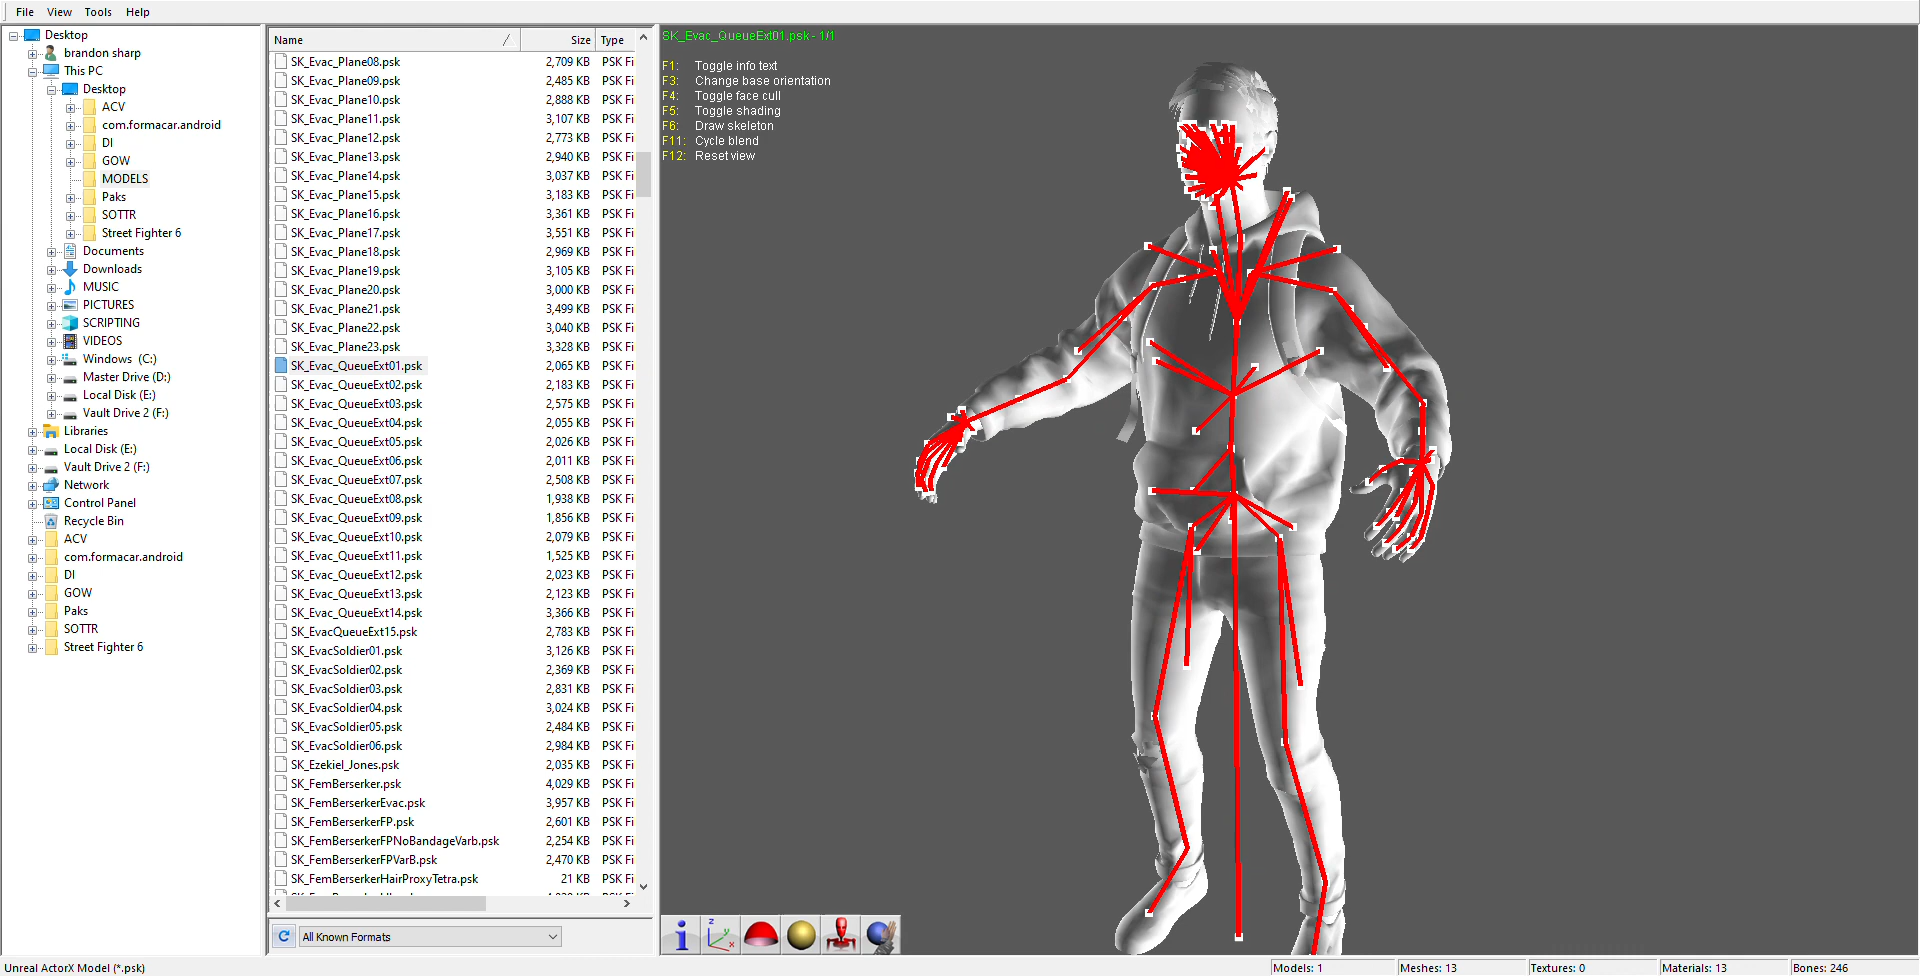 File View Tools Help
Desktop
brandon sharp
This PC
Desktop
ACV
com.formacar.android
DI
GOW
MODELS
Paks
SOTTR
Street Fighter 6
Documents
Downloads
MUSIC
PICTURES
SCRIPTING
VIDEOS
Windows (C:)
Master Drive (D:)
Local Disk (E:)
Vault Drive 2 (F:)
Libraries
Local Disk (E:)
Vault Drive 2 (F:)
Network
Control Panel
Recycle Bin
ACV
com.formacar.android
DI
GOW
Paks
SOTTR
Street Fighter 6
Name Size Type
SK_Evac_Plane08.psk 2,709 KB PSK Fi
SK_Evac_Plane09.psk 2,485 KB PSK Fi
SK_Evac_Plane10.psk 2,888 KB PSK Fi
SK_Evac_Plane11.psk 3,107 KB PSK Fi
SK_Evac_Plane12.psk 2,773 KB PSK Fi
SK_Evac_Plane13.psk 2,940 KB PSK Fi
SK_Evac_Plane14.psk 3,037 KB PSK Fi
SK_Evac_Plane15.psk 3,183 KB PSK Fi
SK_Evac_Plane16.psk 3,361 KB PSK Fi
SK_Evac_Plane17.psk 3,551 KB PSK Fi
SK_Evac_Plane18.psk 2,969 KB PSK Fi
SK_Evac_Plane19.psk 3,105 KB PSK Fi
SK_Evac_Plane20.psk 3,000 KB PSK Fi
SK_Evac_Plane21.psk 3,499 KB PSK Fi
SK_Evac_Plane22.psk 3,040 KB PSK Fi
SK_Evac_Plane23.psk 3,328 KB PSK Fi
SK_Evac_QueueExt01.psk 2,065 KB PSK Fi
SK_Evac_QueueExt02.psk 2,183 KB PSK Fi
SK_Evac_QueueExt03.psk 2,575 KB PSK Fi
SK_Evac_QueueExt04.psk 2,055 KB PSK Fi
SK_Evac_QueueExt05.psk 2,026 KB PSK Fi
SK_Evac_QueueExt06.psk 2,011 KB PSK Fi
SK_Evac_QueueExt07.psk 2,508 KB PSK Fi
SK_Evac_QueueExt08.psk 1,938 KB PSK Fi
SK_Evac_QueueExt09.psk 1,856 KB PSK Fi
SK_Evac_QueueExt10.psk 2,079 KB PSK Fi
SK_Evac_QueueExt11.psk 1,525 KB PSK Fi
SK_Evac_QueueExt12.psk 2,023 KB PSK Fi
SK_Evac_QueueExt13.psk 2,123 KB PSK Fi
SK_Evac_QueueExt14.psk 3,366 KB PSK Fi
SK_EvacQueueExt15.psk 2,783 KB PSK Fi
SK_EvacSoldier01.psk 3,126 KB PSK Fi
SK_EvacSoldier02.psk 2,369 KB PSK Fi
SK_EvacSoldier03.psk 2,831 KB PSK Fi
SK_EvacSoldier04.psk 3,024 KB PSK Fi
SK_EvacSoldier05.psk 2,484 KB PSK Fi
SK_EvacSoldier06.psk 2,984 KB PSK Fi
SK_Ezekiel_Jones.psk 2,035 KB PSK Fi
SK_FemBerserker.psk 4,029 KB PSK Fi
SK_FemBerserkerEvac.psk 3,957 KB PSK Fi
SK_FemBerserkerFP.psk 2,601 KB PSK Fi
SK_FemBerserkerFPNoBandageVarb.psk 2,254 KB PSK Fi
SK_FemBerserkerFPVarB.psk 2,470 KB PSK Fi
SK_FemBerserkerHairProxyTetra.psk 21 KB PSK Fi
All Known Formats
SK_Evac_QueueExt01.psk - 1/1
F1: Toggle info text
F3: Change base orientation
F4: Toggle face cull
F5: Toggle shading
F6: Draw skeleton
F11: Cycle blend
F12: Reset view
z y x
Unreal ActorX Model (*.psk) Models: 1 Meshes: 13 Textures: 0 Materials: 13 Bones: 246